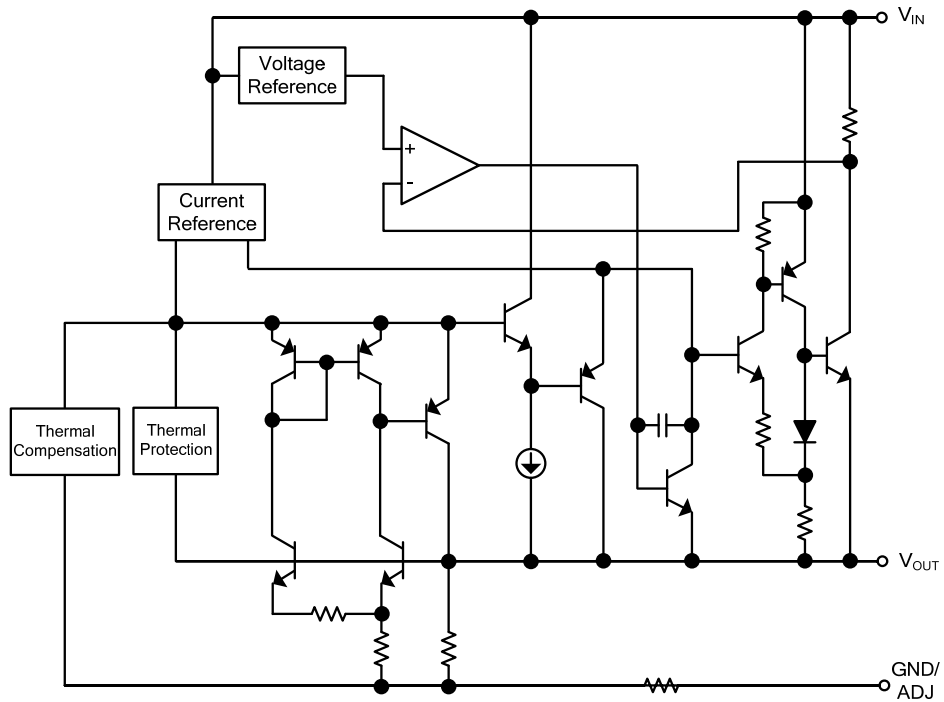 V_IN
Voltage
Reference
+
-
Current
Reference
Thermal
Compensation
Thermal
Protection
V_OUT
GND/
ADJ